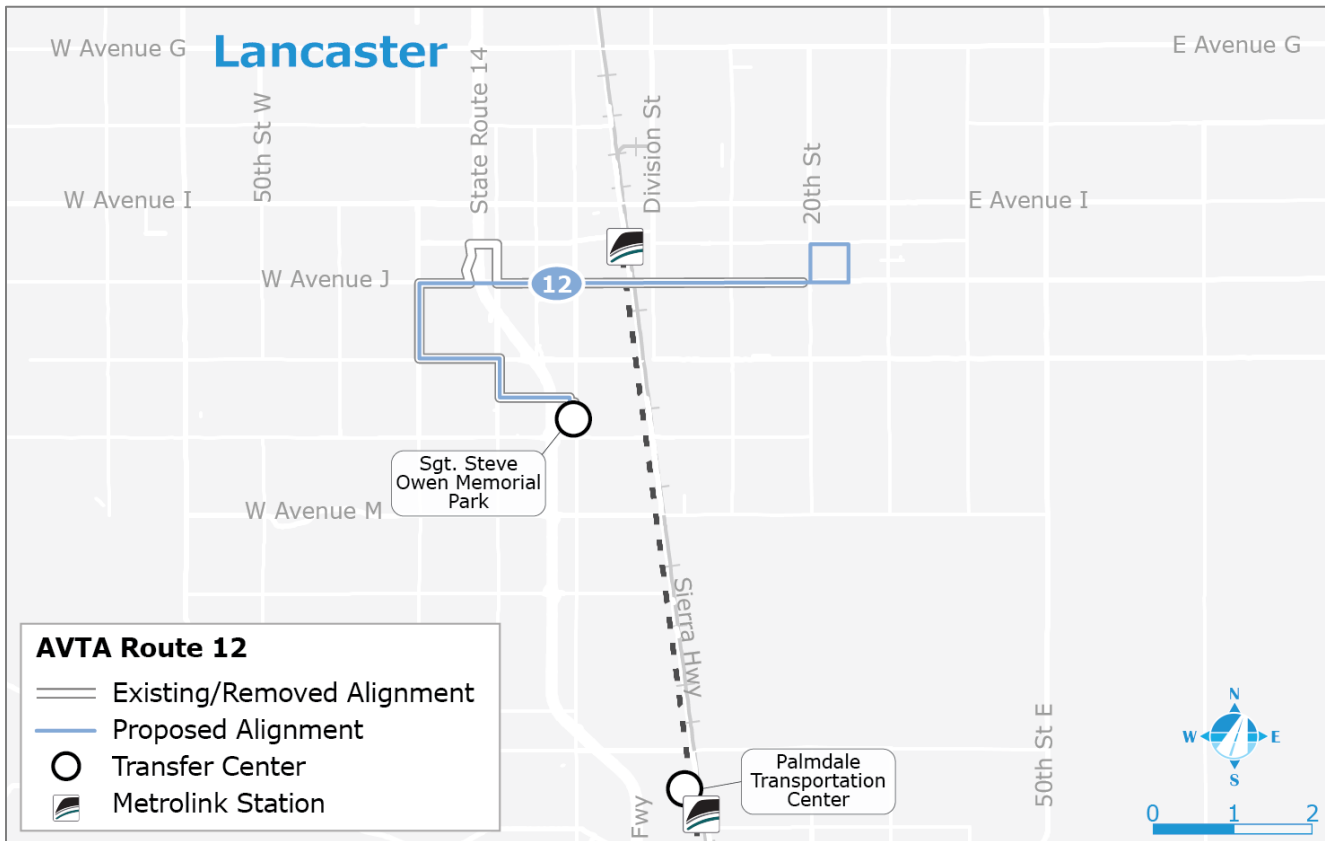 W Avenue G
Lancaster
E Avenue G
50th St W
State Route 14
Division St
20th St
W Avenue I
E Avenue I
W Avenue J
12
Sgt. Steve
Owen Memorial
Park
W Avenue M
Sierra Hwy
AVTA Route 12
Existing/Removed Alignment
Proposed Alignment
Transfer Center
Metrolink Station
Palmdale
Transportation
Center
Fwy
50th St E
N
W
E
S
0 1 2